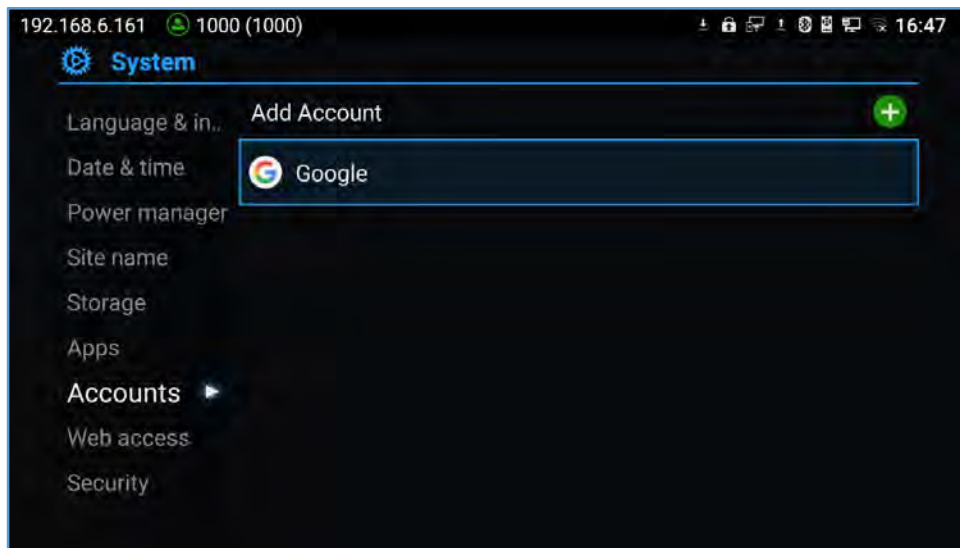 192.168.6.161 1000 (1000) 16:47
System
Language & in..
Add Account
Date & time
Google
Power manager
Site name
Storage
Apps
Accounts
Web access
Security